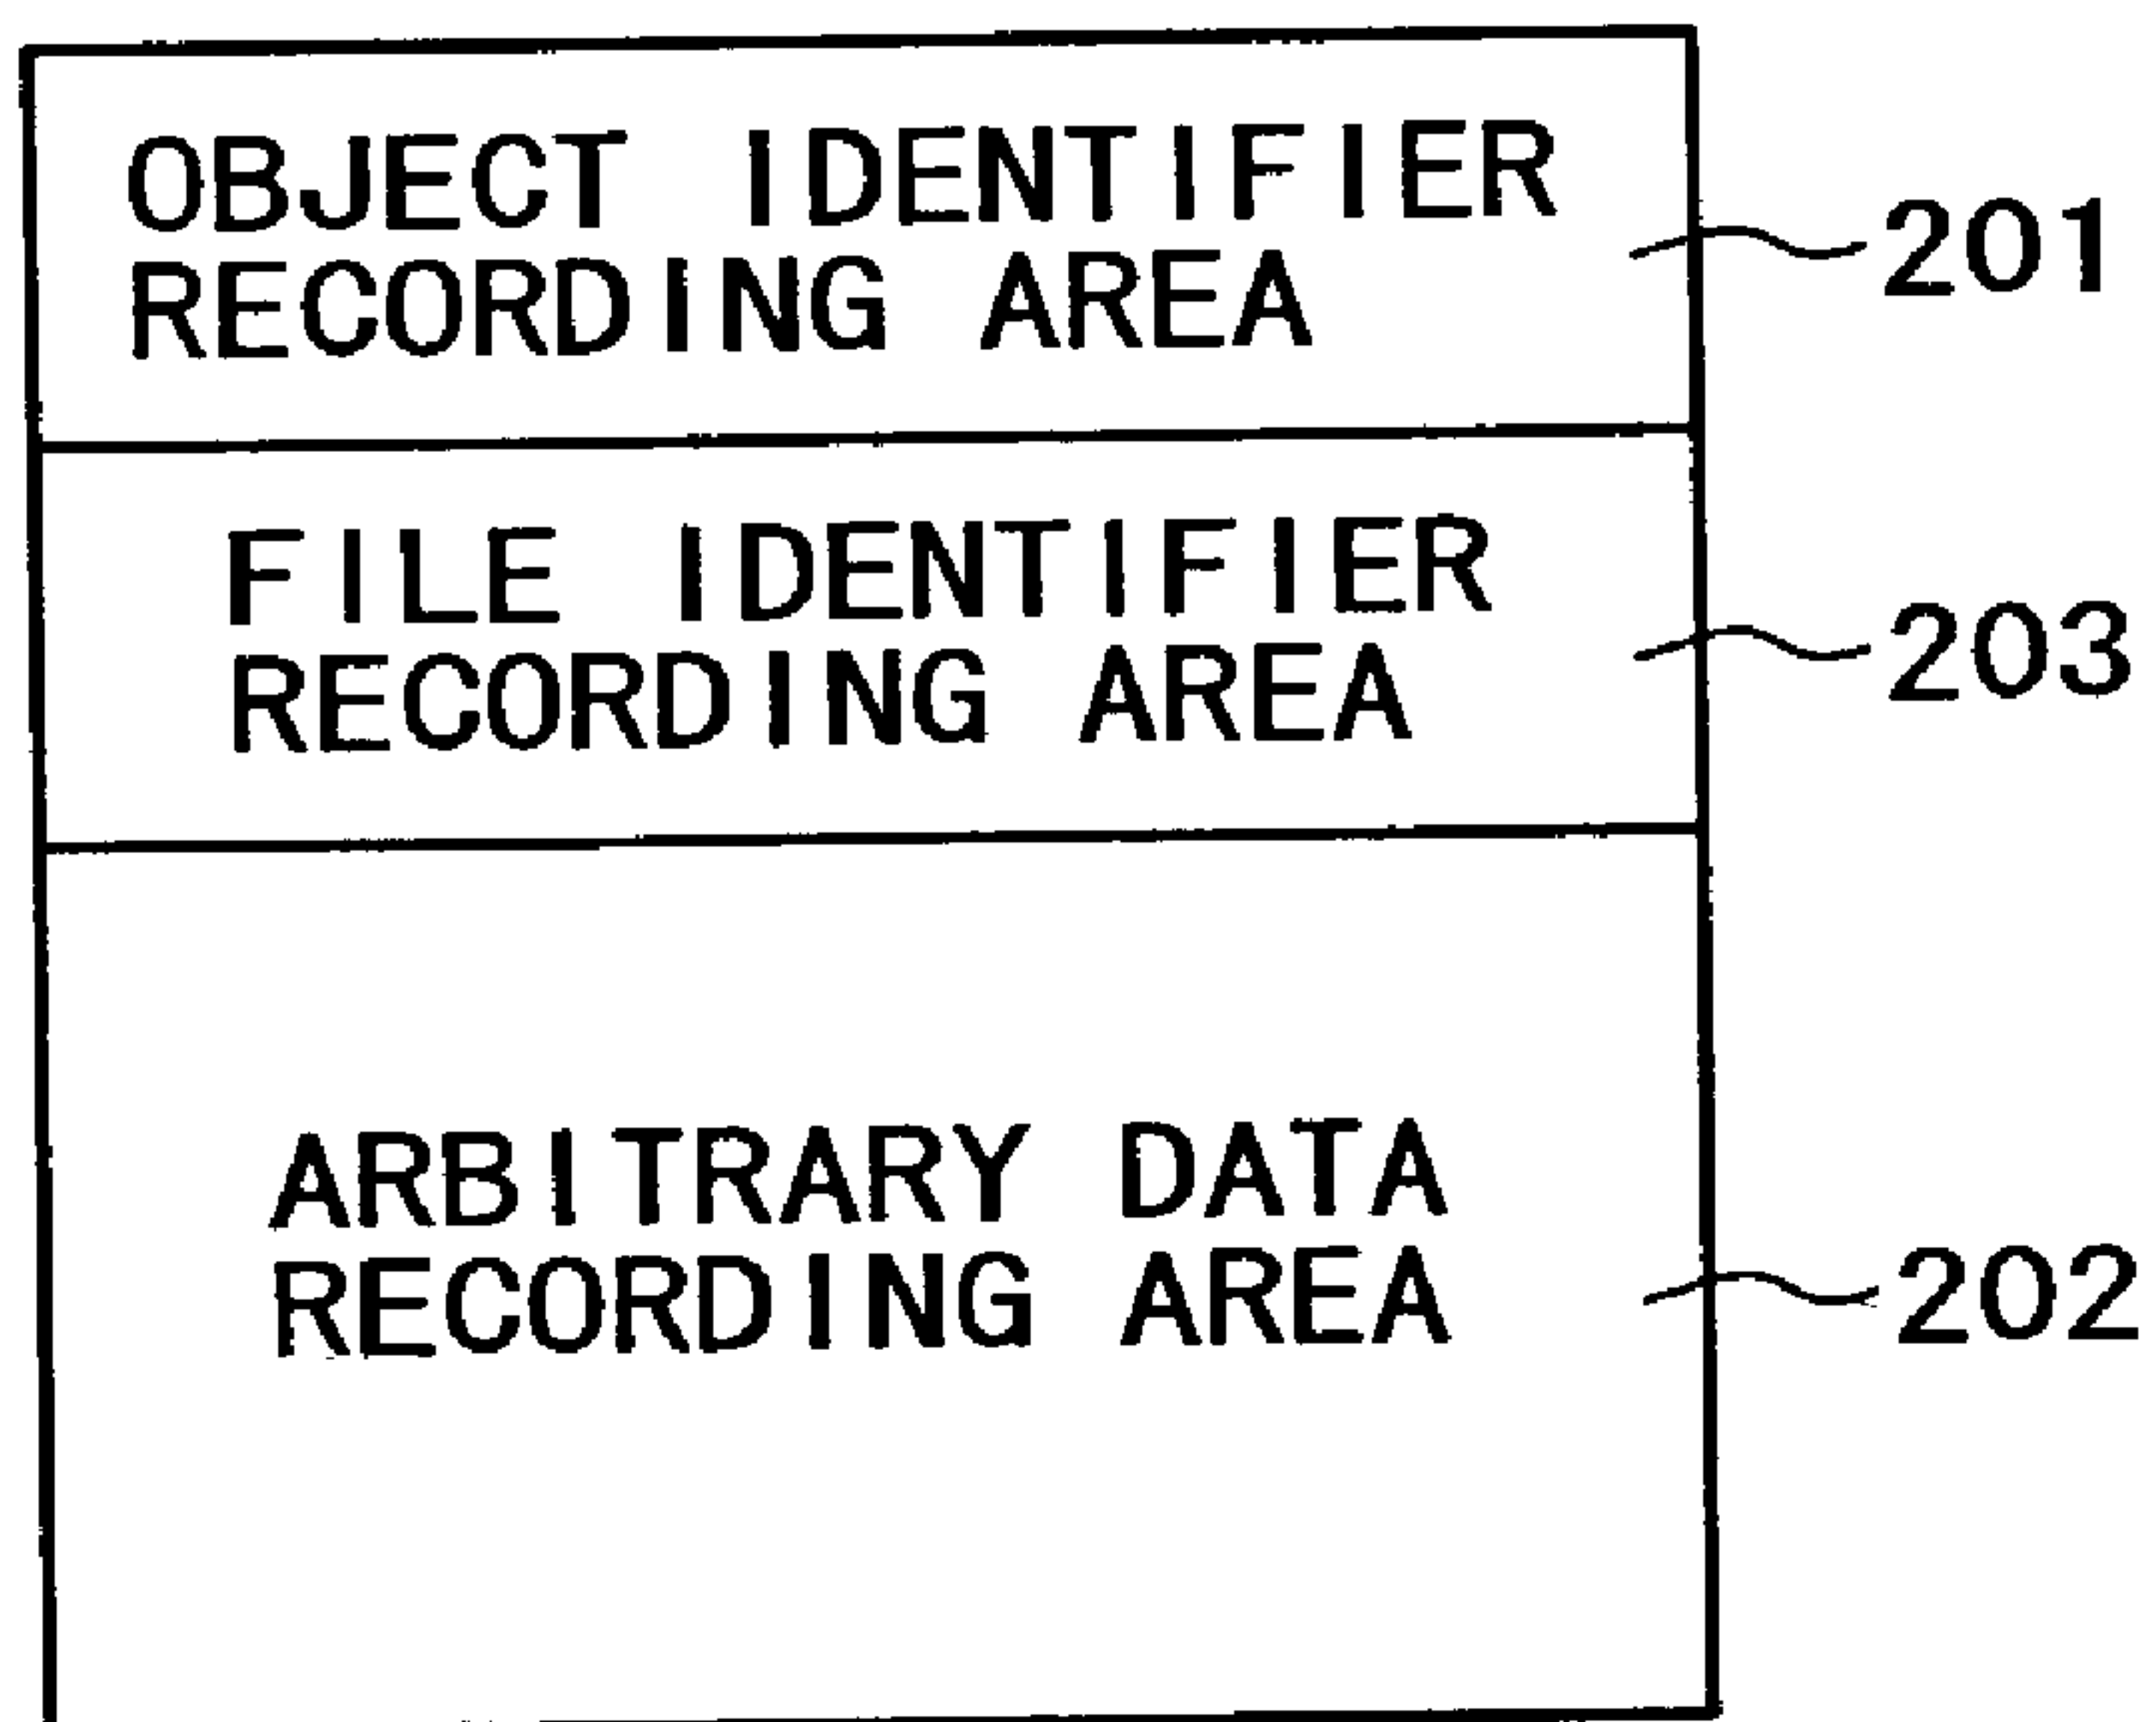 OBJECT IDENTIFIER
RECORDING AREA
201
FILE IDENTIFIER
RECORDING AREA
203
ARBITRARY DATA
RECORDING AREA
202